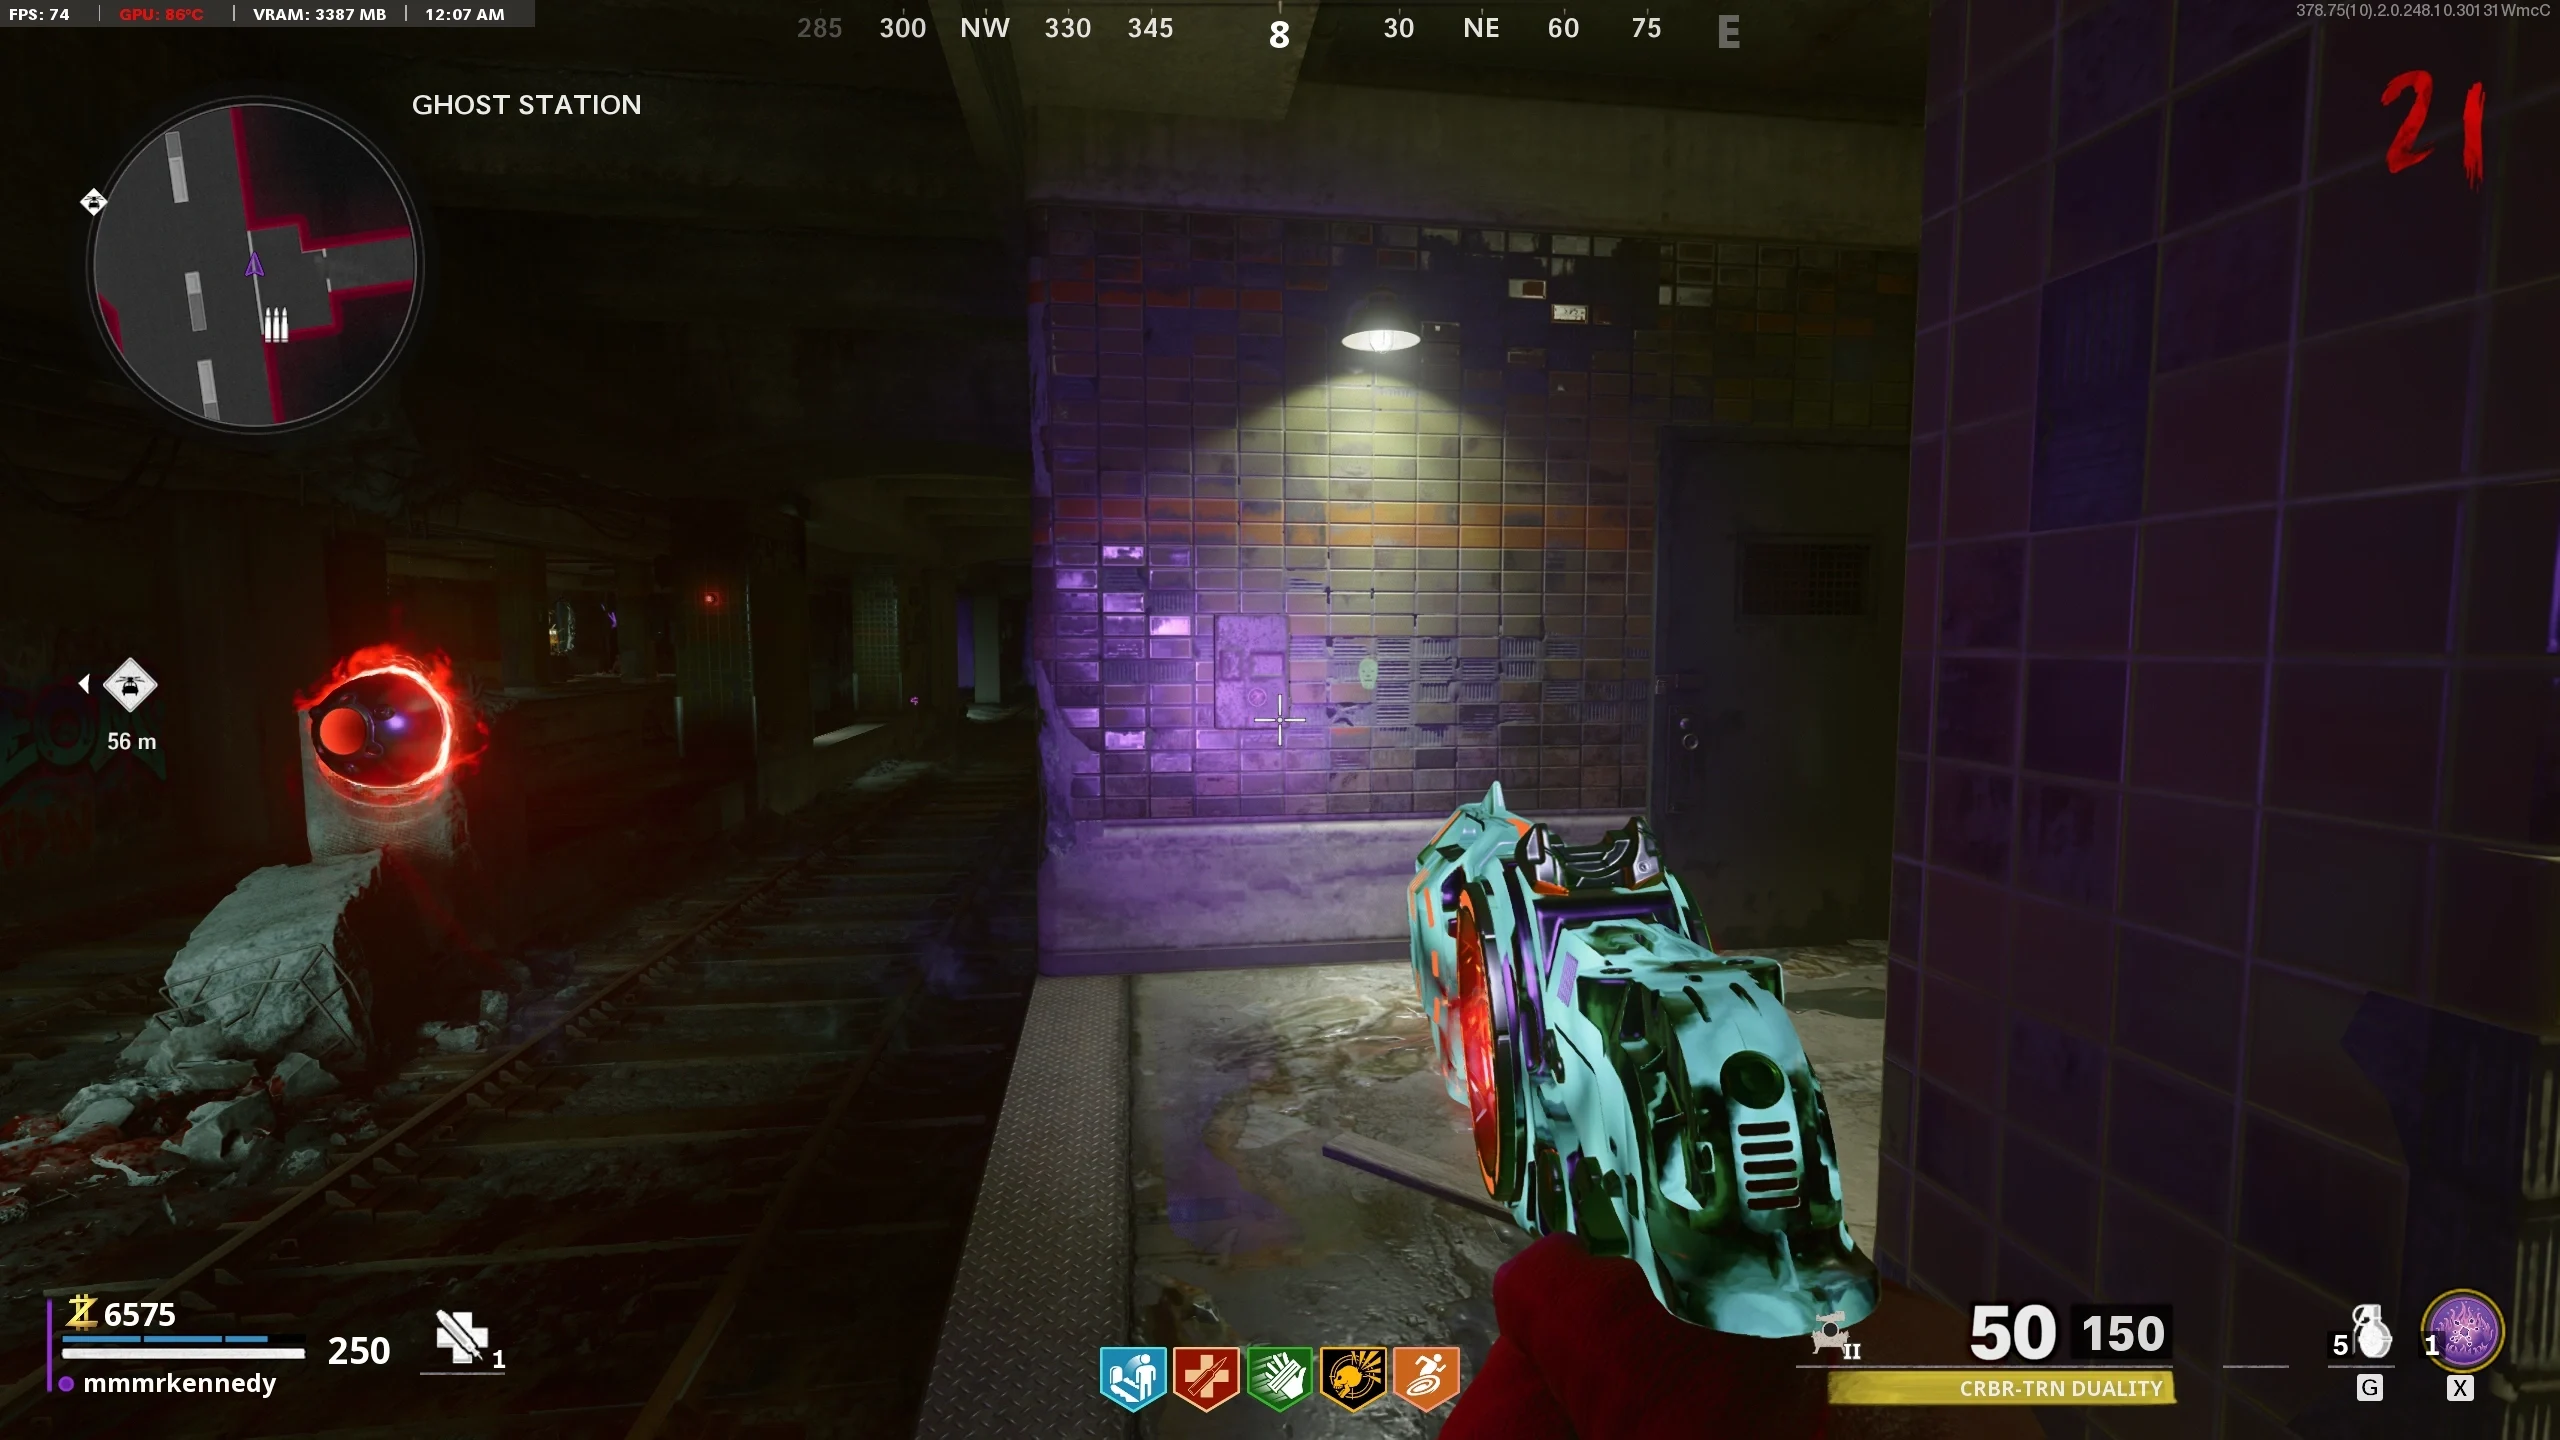 FPS: 74 | GPU: 86°C | VRAM: 3387 MB | 12:07 AM
285 300 NW 330 345 8 30 NE 60 75 E
378.75(10).2.0.248.10.30131WmcC
GHOST STATION
21
56 m
6575
250
1
mmmrkennedy
II
50 150
5
1
CRBR-TRN DUALITY
G
X